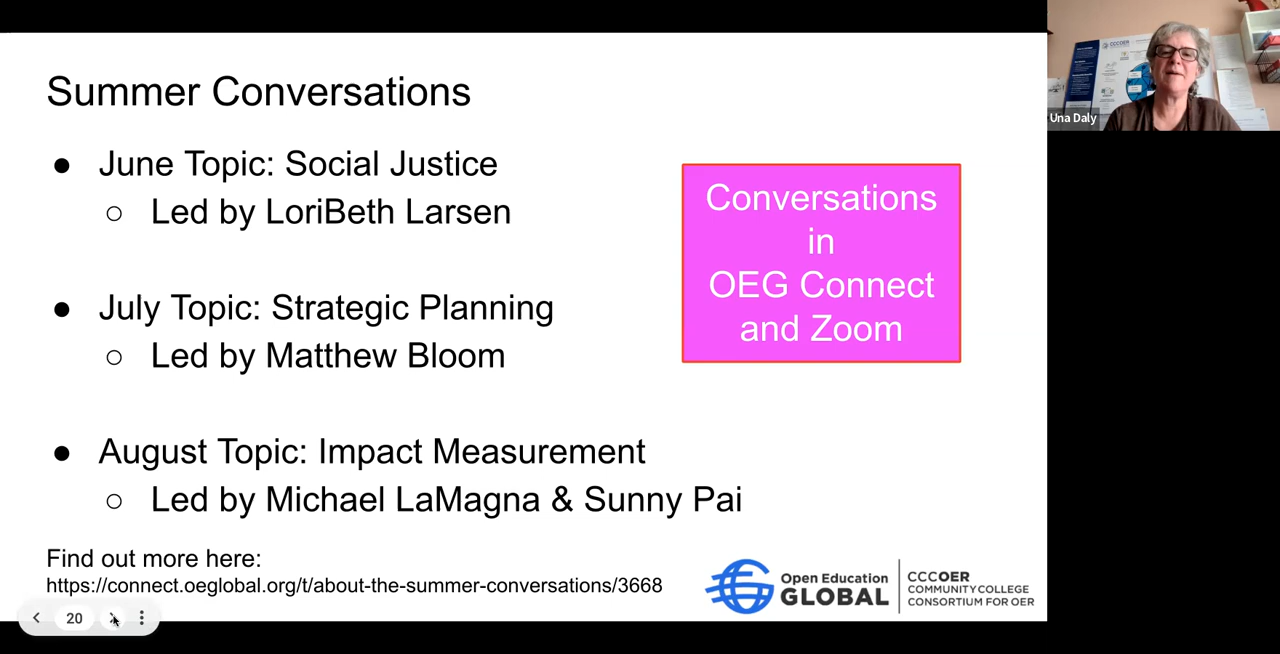 Summer Conversations
● June Topic: Social Justice
○ Led by LoriBeth Larsen
● July Topic: Strategic Planning
○ Led by Matthew Bloom
● August Topic: Impact Measurement
○ Led by Michael LaMagna & Sunny Pai
Conversations
in
OEG Connect
and Zoom
Find out more here:
https://connect.oeglobal.org/t/about-the-summer-conversations/3668
Open Education
GLOBAL
CCCOER
COMMUNITY COLLEGE
CONSORTIUM FOR OER
20
CCCOER
Una Daly